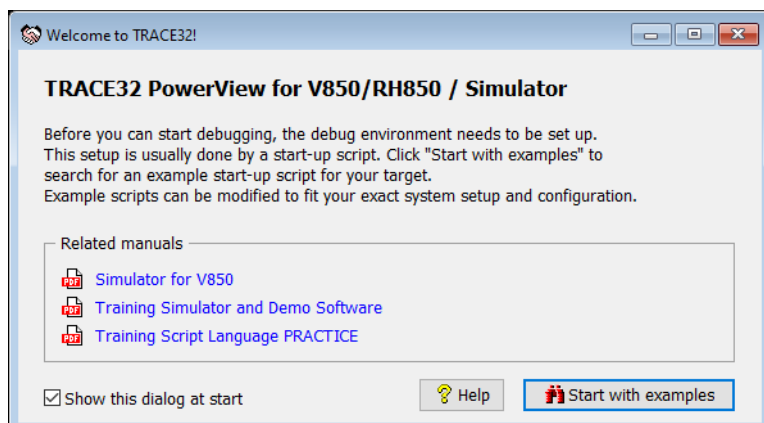 Welcome to TRACE32!
TRACE32 PowerView for V850/RH850 / Simulator
Before you can start debugging, the debug environment needs to be set up.
This setup is usually done by a start-up script. Click "Start with examples" to
search for an example start-up script for your target.
Example scripts can be modified to fit your exact system setup and configuration.
Related manuals
PDF Simulator for V850
PDF Training Simulator and Demo Software
PDF Training Script Language PRACTICE
Show this dialog at start
? Help
Start with examples